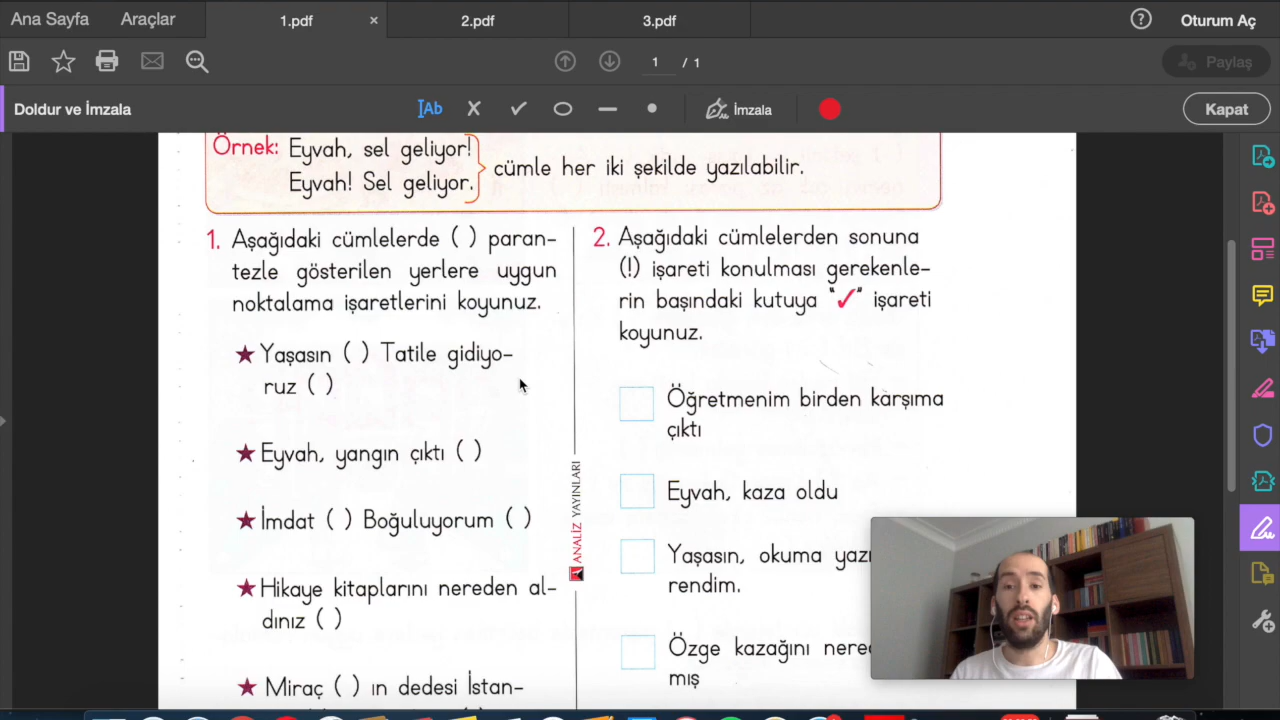 Ana Sayfa Araçlar 1.pdf × 2.pdf 3.pdf ? Oturum Aç
1 / 1 Paylaş
Doldur ve İmzala Ab İmzala Kapat
Örnek: Eyvah, sel geliyor!
Eyvah! Sel geliyor.
cümle her iki şekilde yazılabilir.
1. Aşağıdaki cümlelerde ( ) paran-
tezle gösterilen yerlere uygun
noktalama işaretlerini koyunuz.
★ Yaşasın ( ) Tatile gidiyo-
ruz ( )
★ Eyvah, yangın çıktı ( )
★ İmdat ( ) Boğuluyorum ( )
★ Hikaye kitaplarını nereden al-
dınız ( )
★ Miraç ( ) ın dedesi İstan-
ANALİZ YAYINLARI
2. Aşağıdaki cümlelerden sonuna
(!) işareti konulması gerekenle-
rin başındaki kutuya "✓" işareti
koyunuz.
Öğretmenim birden karşıma
çıktı
Eyvah, kaza oldu
Yaşasın, okuma yaz
rendim.
Özge kazağını nere
mış